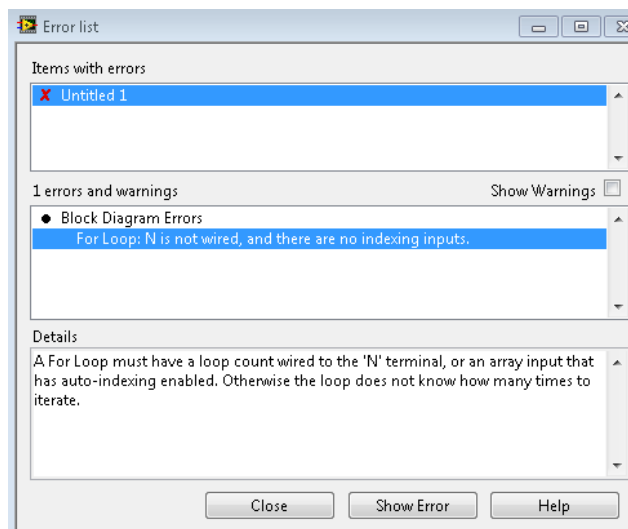 Error list
Items with errors
Untitled 1
1 errors and warnings
Show Warnings
Block Diagram Errors
For Loop: N is not wired, and there are no indexing inputs.
Details
A For Loop must have a loop count wired to the 'N' terminal, or an array input that
has auto-indexing enabled. Otherwise the loop does not know how many times to
iterate.
Close
Show Error
Help